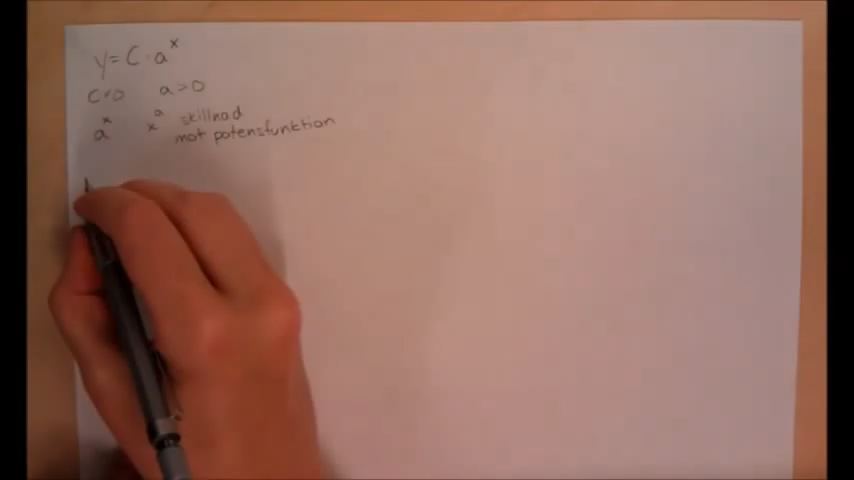 y = C · a^x
C≠0 a>0
a^x x^a skillnad
mot potensfunktion